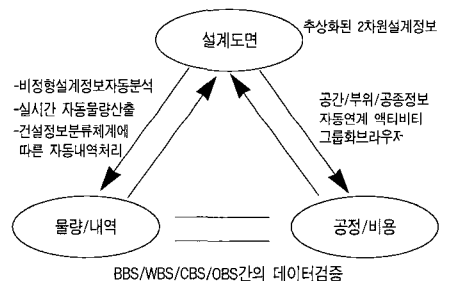 설계도면
추상화된 2차원설계정보
-비정형설계정보자동분석
-실시간 자동물량산출
-건설정보분류체계에
따른 자동내역처리
공간/부위/공종정보
자동연계 액티비티
그룹화브라우저
물량/내역
공정/비용
BBS/WBS/CBS/OBS간의 데이터검증